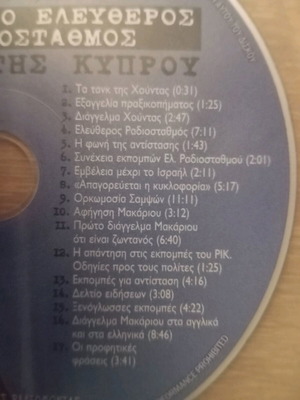 Ο ΕΛΕΥΘΕΡΟΣ
ΟΣΤΑΘΜΟΣ
ΤΗΣ ΚΥΠΡΟΥ
1. Το τανκ της Χούντας (0:31)
2. Εξαγγελία πραξικοπήματος (1:25)
3. Διάγγελμα Χούντας (2:47)
4. Ελεύθερος Ραδιοσταθμός (7:11)
5. Η φωνή της αντίστασης (1:43)
6. Συνέχεια εκπομπών Ελ. Ραδιοσταθμού (2:01)
7. Εμβέλεια μέχρι το Ισραήλ (2:11)
8. «Απαγορεύεται η κυκλοφορία» (5:17)
9. Ορκωμοσία Σαμψών (11:11)
10. Αφήγηση Μακάριου (3:12)
11. Πρώτο διάγγελμα Μακάριου
ότι είναι ζωντανός (6:40)
12. Η απάντηση στις εκπομπές του ΡΙΚ.
Οδηγίες προς τους πολίτες (1:25)
13. Εκπομπές για αντίσταση (4:16)
14. Δελτίο ειδήσεων (3:08)
15. Ξενόγλωσσες εκπομπές (4:22)
16. Διάγγελμα Μακάριου στα αγγλικά
και στα ελληνικά (8:46)
17. Οι προφητικές
φράσεις (3:41)
PERFORMANCE PROHIBITED